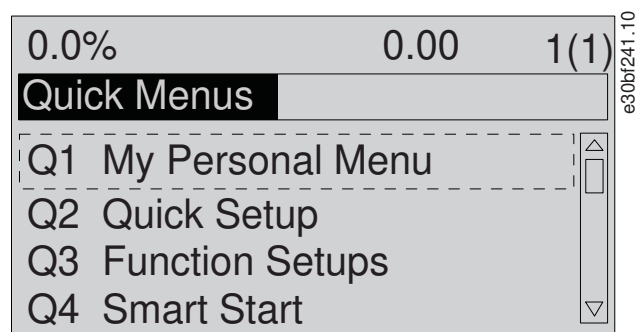 0.0% 0.00 1(1)
Quick Menus
Q1 My Personal Menu
Q2 Quick Setup
Q3 Function Setups
Q4 Smart Start
e30bf241.10